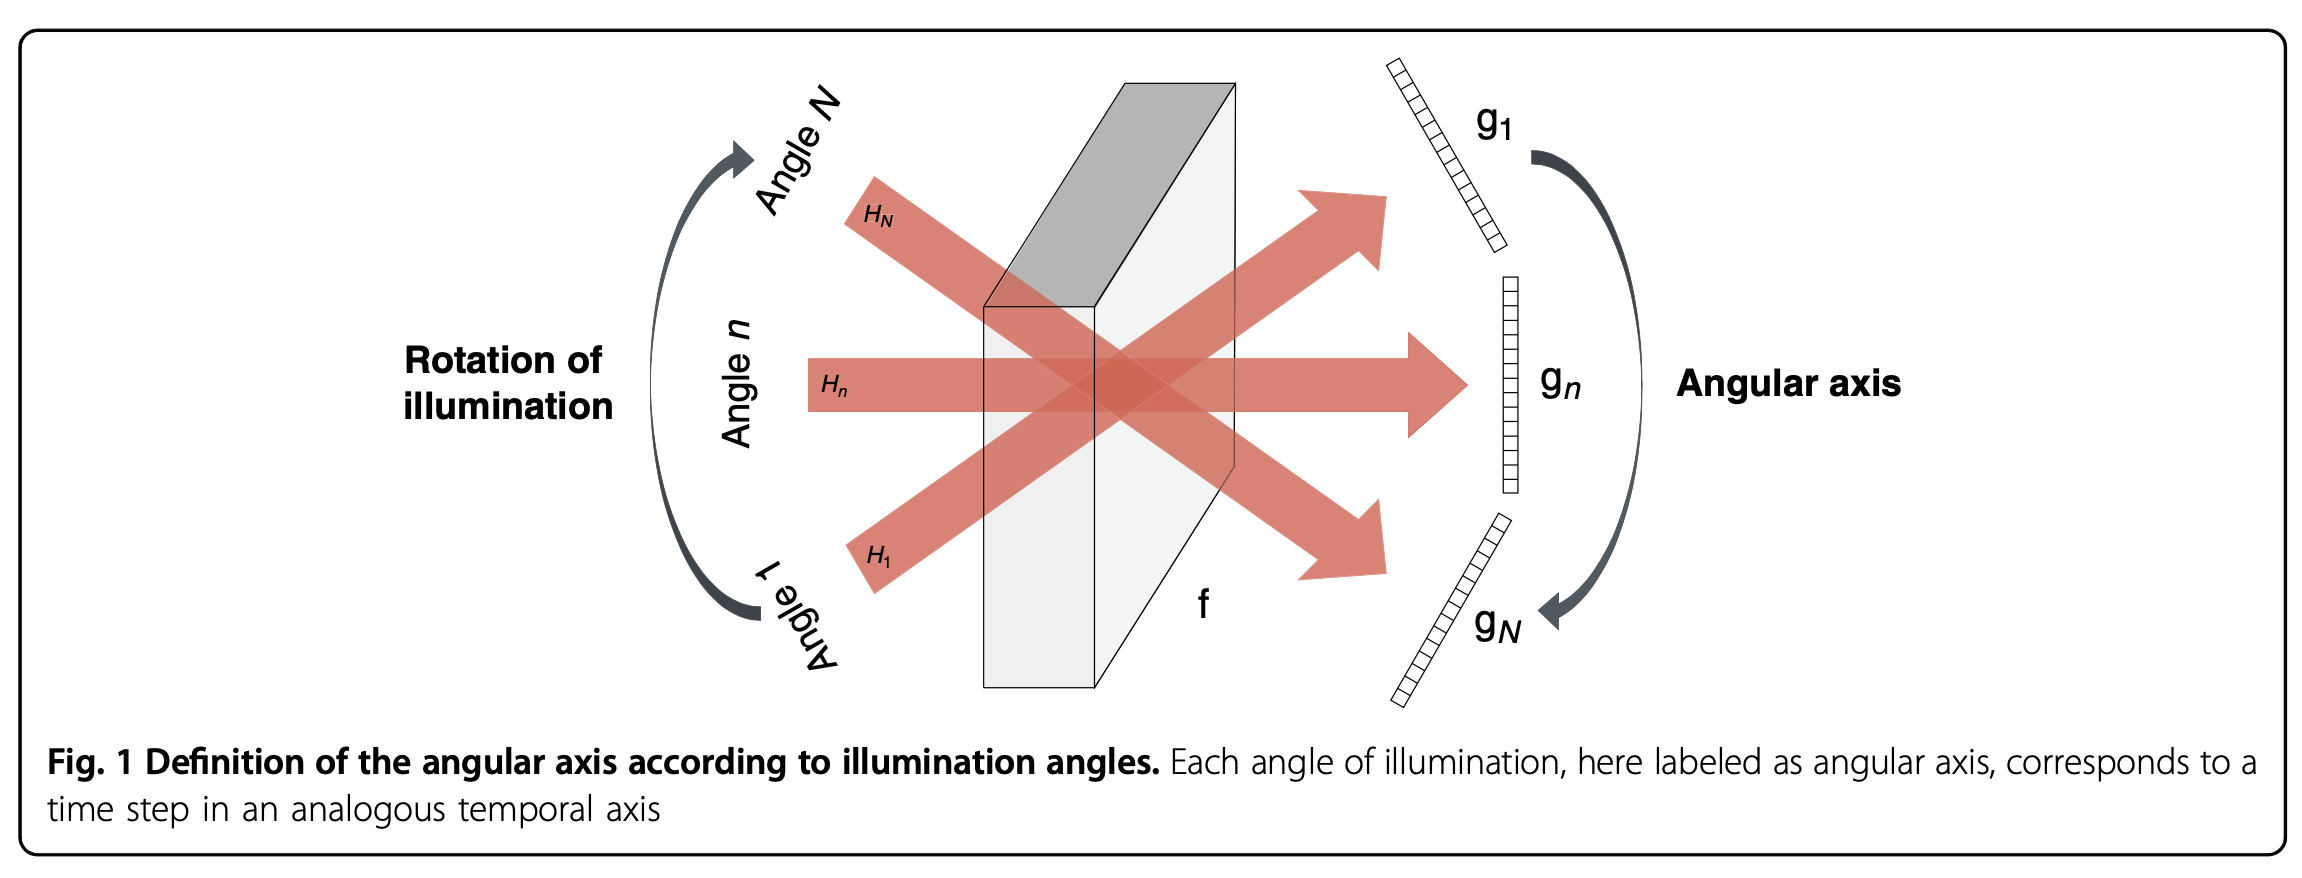 Angle N
H_N
g_1
Rotation of
illumination
Angle n
H_n
g_n
Angular axis
Angle 1
H_1
f
g_N
Fig. 1 Definition of the angular axis according to illumination angles. Each angle of illumination, here labeled as angular axis, corresponds to a
time step in an analogous temporal axis